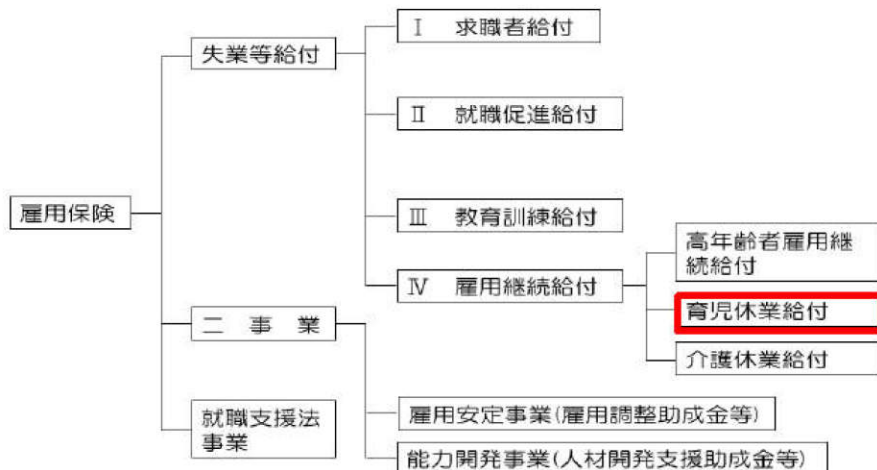 Ⅰ 求職者給付
失業等給付
Ⅱ 就職促進給付
雇用保険
Ⅲ 教育訓練給付
高年齢者雇用継
続給付
Ⅳ 雇用継続給付
育児休業給付
二 事 業
介護休業給付
就職支援法
事業
雇用安定事業(雇用調整助成金等)
能力開発事業(人材開発支援助成金等)